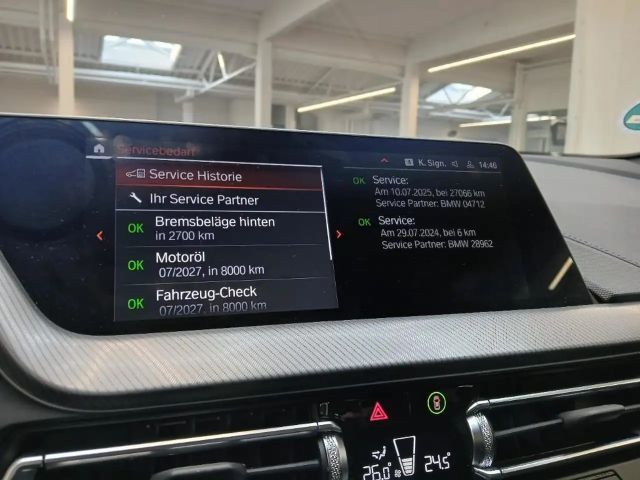 Servicebedarf
Service Historie
Ihr Service Partner
OK Bremsbeläge hinten
in 2700 km
OK Motoröl
07/2027, in 8000 km
OK Fahrzeug-Check
07/2027, in 8000 km
K. Sign. 14:46
OK Service:
Am 10.07.2025, bei 27066 km
Service Partner: BMW 04712
OK Service:
Am 29.07.2024, bei 6 km
Service Partner: BMW 28962
26.0° 24.5°